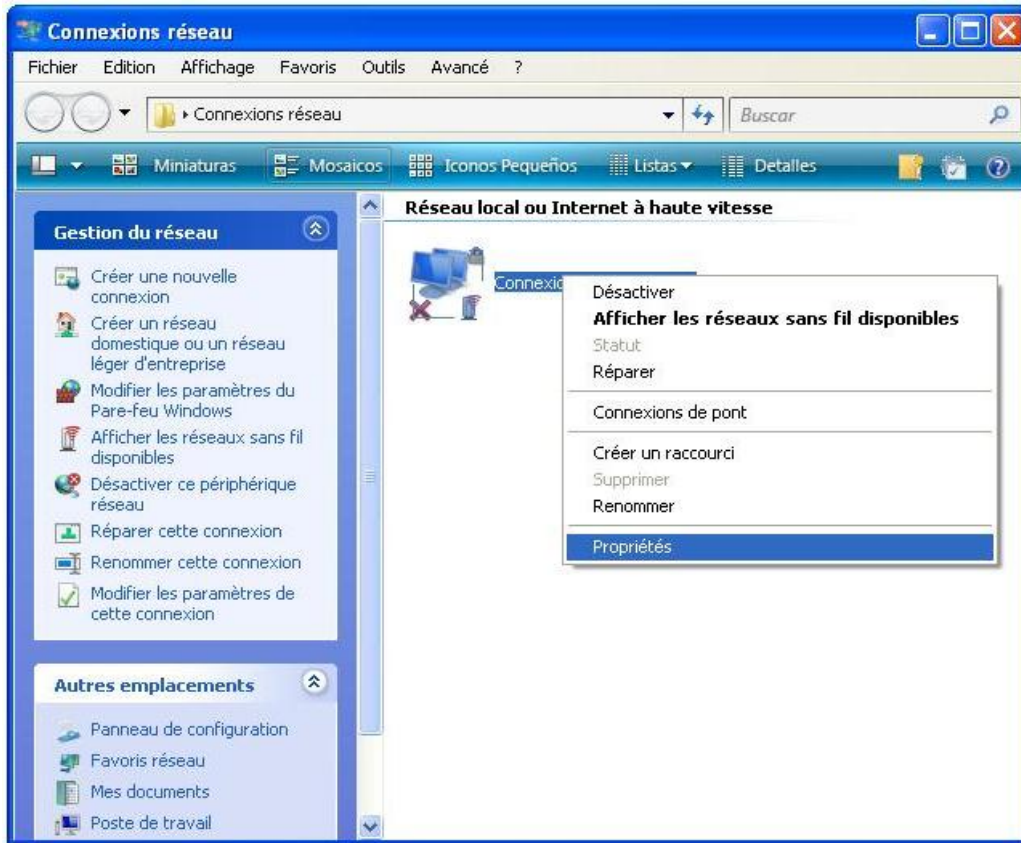 Connexions réseau
Fichier Edition Affichage Favoris Outils Avancé ?
Connexions réseau
Buscar
Miniaturas Mosaicos Iconos Pequeños Listas Detalles
Gestion du réseau
Créer une nouvelle
connexion
Créer un réseau
domestique ou un réseau
léger d'entreprise
Modifier les paramètres du
Pare-feu Windows
Afficher les réseaux sans fil
disponibles
Désactiver ce périphérique
réseau
Réparer cette connexion
Renommer cette connexion
Modifier les paramètres de
cette connexion
Autres emplacements
Panneau de configuration
Favoris réseau
Mes documents
Poste de travail
Réseau local ou Internet à haute vitesse
Désactiver
Afficher les réseaux sans fil disponibles
Statut
Réparer
Connexions de pont
Créer un raccourci
Supprimer
Renommer
Propriétés